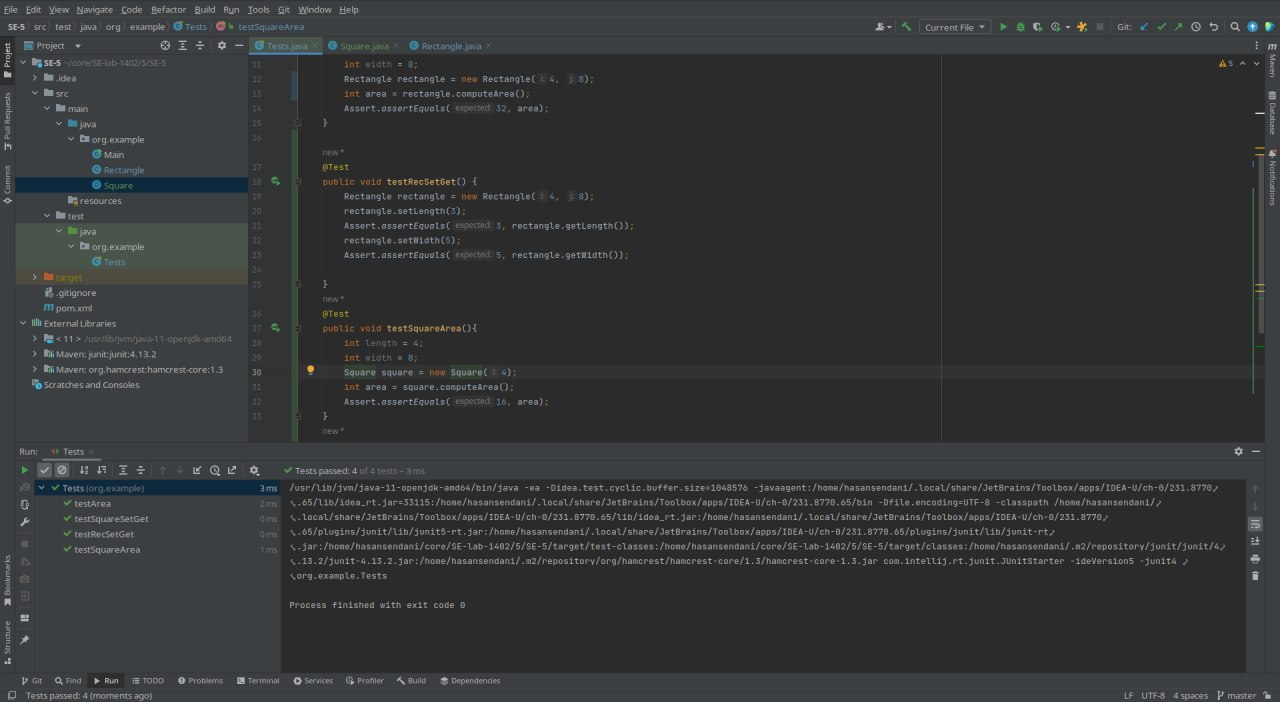 File Edit View Navigate Code Refactor Build Run Tools Git Window Help
SE-5 src test java org example Tests testSquareArea
Current File Git:
Project
Tests.java Square.java Rectangle.java
SE-5 ~/core/SE-lab-1402/5/SE-5
.idea
src
main
java
org.example
Main
Rectangle
Square
resources
test
java
org.example
Tests
target
.gitignore
pom.xml
External Libraries
< 11 > /usr/lib/jvm/java-11-openjdk-amd64
Maven: junit:junit:4.13.2
Maven: org.hamcrest:hamcrest-core:1.3
Scratches and Consoles
Project
Pull Requests
Commit
Bookmarks
Structure
11 int width = 8;
12 Rectangle rectangle = new Rectangle( i: 4, j: 8);
13 int area = rectangle.computeArea();
14 Assert.assertEquals( expected: 32, area);
15 }
16
new *
17 @Test
18 public void testRecSetGet() {
19 Rectangle rectangle = new Rectangle( i: 4, j: 8);
20 rectangle.setLength(3);
21 Assert.assertEquals( expected: 3, rectangle.getLength());
22 rectangle.setWidth(5);
23 Assert.assertEquals( expected: 5, rectangle.getWidth());
24
25 }
new *
26 @Test
27 public void testSquareArea(){
28 int length = 4;
29 int width = 8;
30 Square square = new Square( i: 4);
31 int area = square.computeArea();
32 Assert.assertEquals( expected: 16, area);
33 }
new *
5
Maven
Database
Notifications
Run: Tests
Tests passed: 4 of 4 tests – 3 ms
Tests (org.example) 3 ms
testArea 2 ms
testSquareSetGet 0 ms
testRecSetGet 0 ms
testSquareArea 1 ms
/usr/lib/jvm/java-11-openjdk-amd64/bin/java -ea -Didea.test.cyclic.buffer.size=1048576 -javaagent:/home/hasansendani/.local/share/JetBrains/Toolbox/apps/IDEA-U/ch-0/231.8770
.65/lib/idea_rt.jar=33115:/home/hasansendani/.local/share/JetBrains/Toolbox/apps/IDEA-U/ch-0/231.8770.65/bin -Dfile.encoding=UTF-8 -classpath /home/hasansendani/
.local/share/JetBrains/Toolbox/apps/IDEA-U/ch-0/231.8770.65/lib/idea_rt.jar:/home/hasansendani/.local/share/JetBrains/Toolbox/apps/IDEA-U/ch-0/231.8770
.65/plugins/junit/lib/junit5-rt.jar:/home/hasansendani/.local/share/JetBrains/Toolbox/apps/IDEA-U/ch-0/231.8770.65/plugins/junit/lib/junit-rt
.jar:/home/hasansendani/core/SE-lab-1402/5/SE-5/target/test-classes:/home/hasansendani/core/SE-lab-1402/5/SE-5/target/classes:/home/hasansendani/.m2/repository/junit/junit/4
.13.2/junit-4.13.2.jar:/home/hasansendani/.m2/repository/org/hamcrest/hamcrest-core/1.3/hamcrest-core-1.3.jar com.intellij.rt.junit.JUnitStarter -ideVersion5 -junit4
org.example.Tests
Process finished with exit code 0
Git Find Run TODO Problems Terminal Services Profiler Build Dependencies
Tests passed: 4 (moments ago) LF UTF-8 4 spaces master